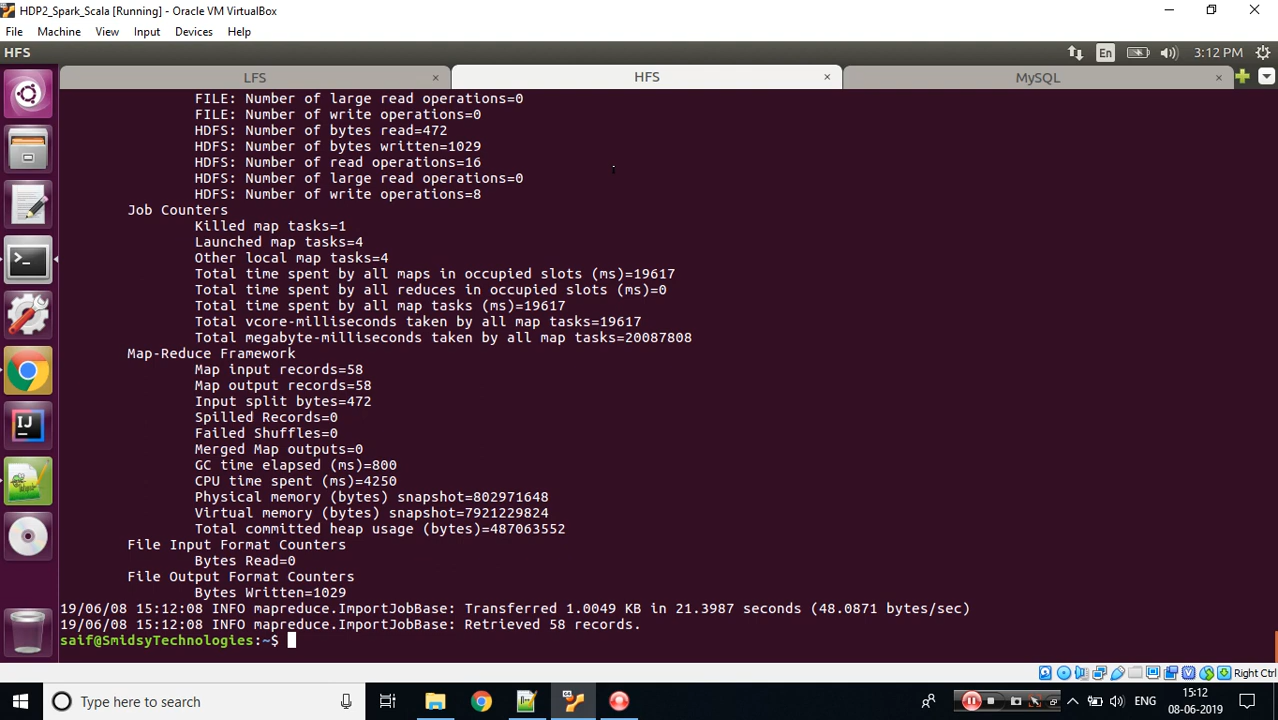 HDP2_Spark_Scala [Running] - Oracle VM VirtualBox
File Machine View Input Devices Help
HFS En 3:12 PM
LFS HFS MySQL
FILE: Number of large read operations=0
FILE: Number of write operations=0
HDFS: Number of bytes read=472
HDFS: Number of bytes written=1029
HDFS: Number of read operations=16
HDFS: Number of large read operations=0
HDFS: Number of write operations=8
Job Counters
Killed map tasks=1
Launched map tasks=4
Other local map tasks=4
Total time spent by all maps in occupied slots (ms)=19617
Total time spent by all reduces in occupied slots (ms)=0
Total time spent by all map tasks (ms)=19617
Total vcore-milliseconds taken by all map tasks=19617
Total megabyte-milliseconds taken by all map tasks=20087808
Map-Reduce Framework
Map input records=58
Map output records=58
Input split bytes=472
Spilled Records=0
Failed Shuffles=0
Merged Map outputs=0
GC time elapsed (ms)=800
CPU time spent (ms)=4250
Physical memory (bytes) snapshot=802971648
Virtual memory (bytes) snapshot=7921229824
Total committed heap usage (bytes)=487063552
File Input Format Counters
Bytes Read=0
File Output Format Counters
Bytes Written=1029
19/06/08 15:12:08 INFO mapreduce.ImportJobBase: Transferred 1.0049 KB in 21.3987 seconds (48.0871 bytes/sec)
19/06/08 15:12:08 INFO mapreduce.ImportJobBase: Retrieved 58 records.
saif@SmidsyTechnologies:~$
Right Ctrl
Type here to search ENG 15:12
08-06-2019